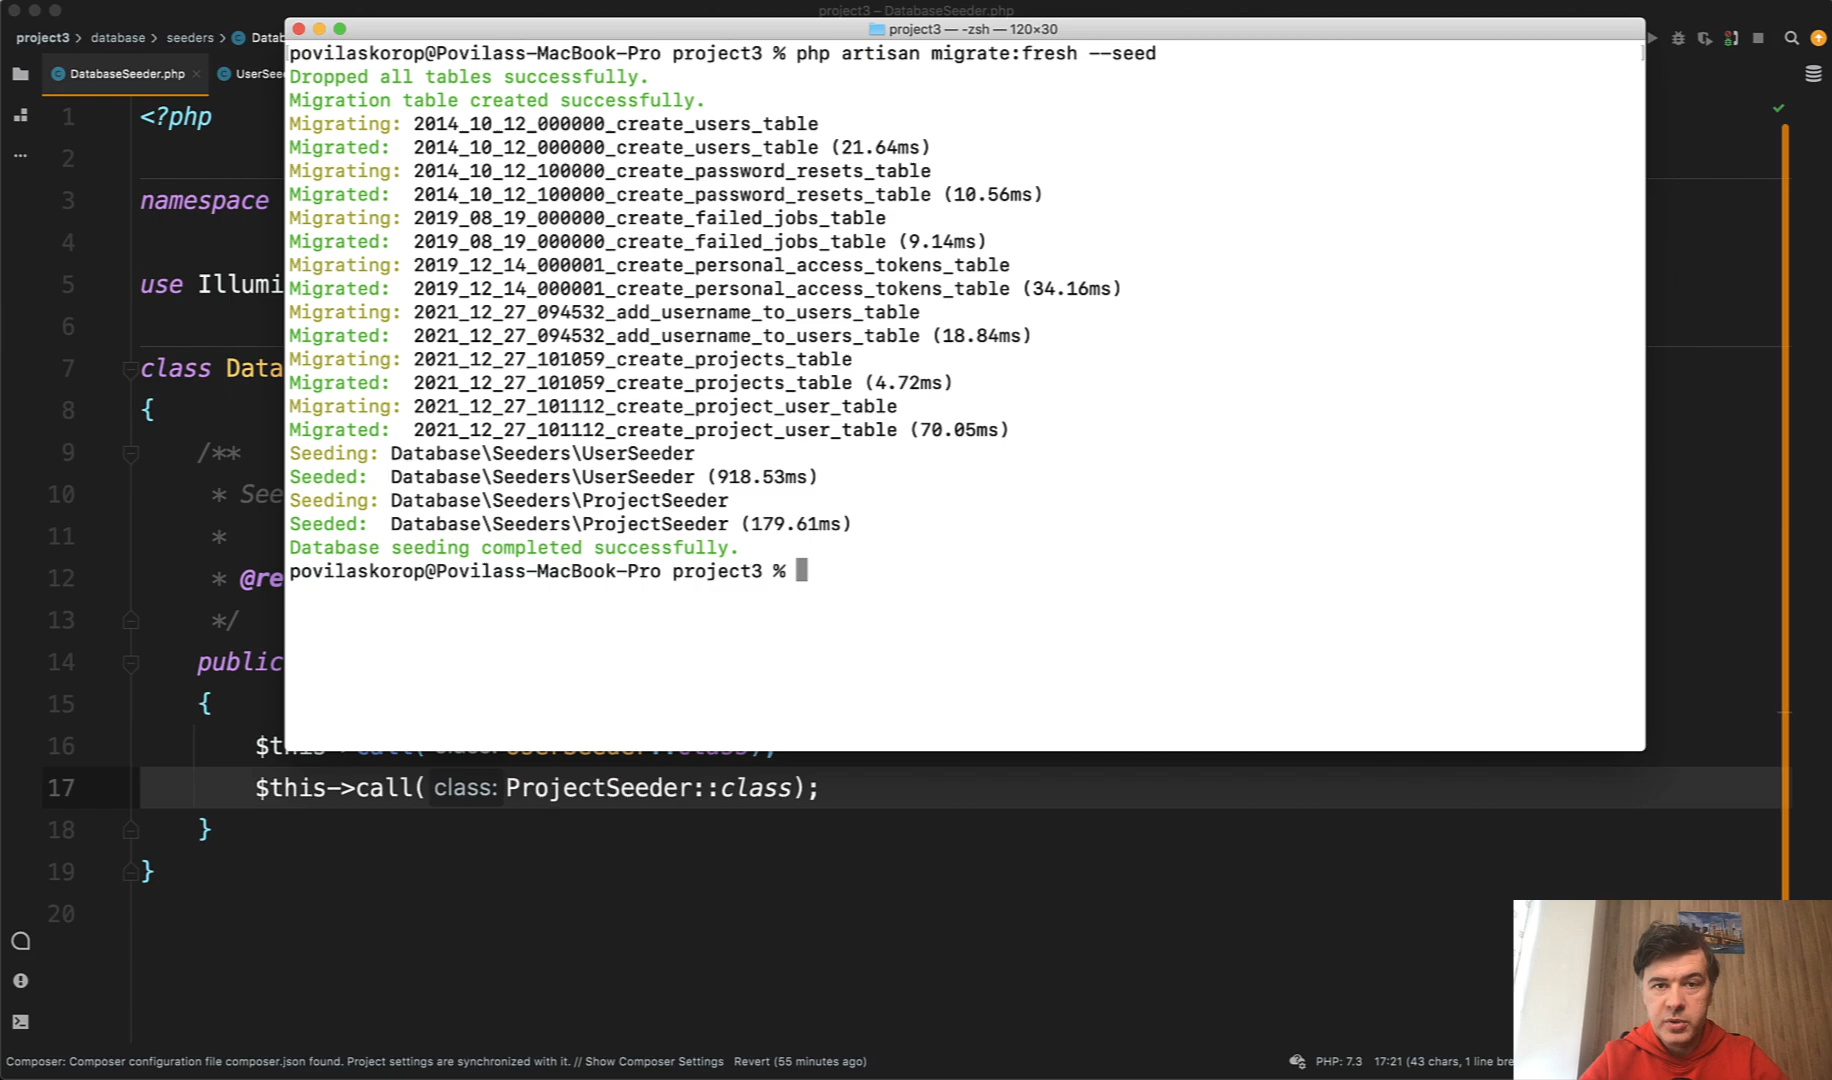 project3 – DatabaseSeeder.php
project3 > database > seeders > Datab
DatabaseSeeder.php × UserSee
project3 — -zsh — 120×30
povilaskorop@Povilass-MacBook-Pro project3 % php artisan migrate:fresh --seed
Dropped all tables successfully.
Migration table created successfully.
Migrating: 2014_10_12_000000_create_users_table
Migrated: 2014_10_12_000000_create_users_table (21.64ms)
Migrating: 2014_10_12_100000_create_password_resets_table
Migrated: 2014_10_12_100000_create_password_resets_table (10.56ms)
Migrating: 2019_08_19_000000_create_failed_jobs_table
Migrated: 2019_08_19_000000_create_failed_jobs_table (9.14ms)
Migrating: 2019_12_14_000001_create_personal_access_tokens_table
Migrated: 2019_12_14_000001_create_personal_access_tokens_table (34.16ms)
Migrating: 2021_12_27_094532_add_username_to_users_table
Migrated: 2021_12_27_094532_add_username_to_users_table (18.84ms)
Migrating: 2021_12_27_101059_create_projects_table
Migrated: 2021_12_27_101059_create_projects_table (4.72ms)
Migrating: 2021_12_27_101112_create_project_user_table
Migrated: 2021_12_27_101112_create_project_user_table (70.05ms)
Seeding: Database\Seeders\UserSeeder
Seeded: Database\Seeders\UserSeeder (918.53ms)
Seeding: Database\Seeders\ProjectSeeder
Seeded: Database\Seeders\ProjectSeeder (179.61ms)
Database seeding completed successfully.
povilaskorop@Povilass-MacBook-Pro project3 %
1 <?php
2
3 namespace
4
5 use Illumi
6
7 class Data
8 {
9 /**
10 * See
11 *
12 * @re
13 */
14 public
15 {
16 $this->call( class: UserSeeder::class);
17 $this->call( class: ProjectSeeder::class);
18 }
19 }
20
Composer: Composer configuration file composer.json found. Project settings are synchronized with it. // Show Composer Settings Revert (55 minutes ago)
PHP: 7.3 17:21 (43 chars, 1 line bre